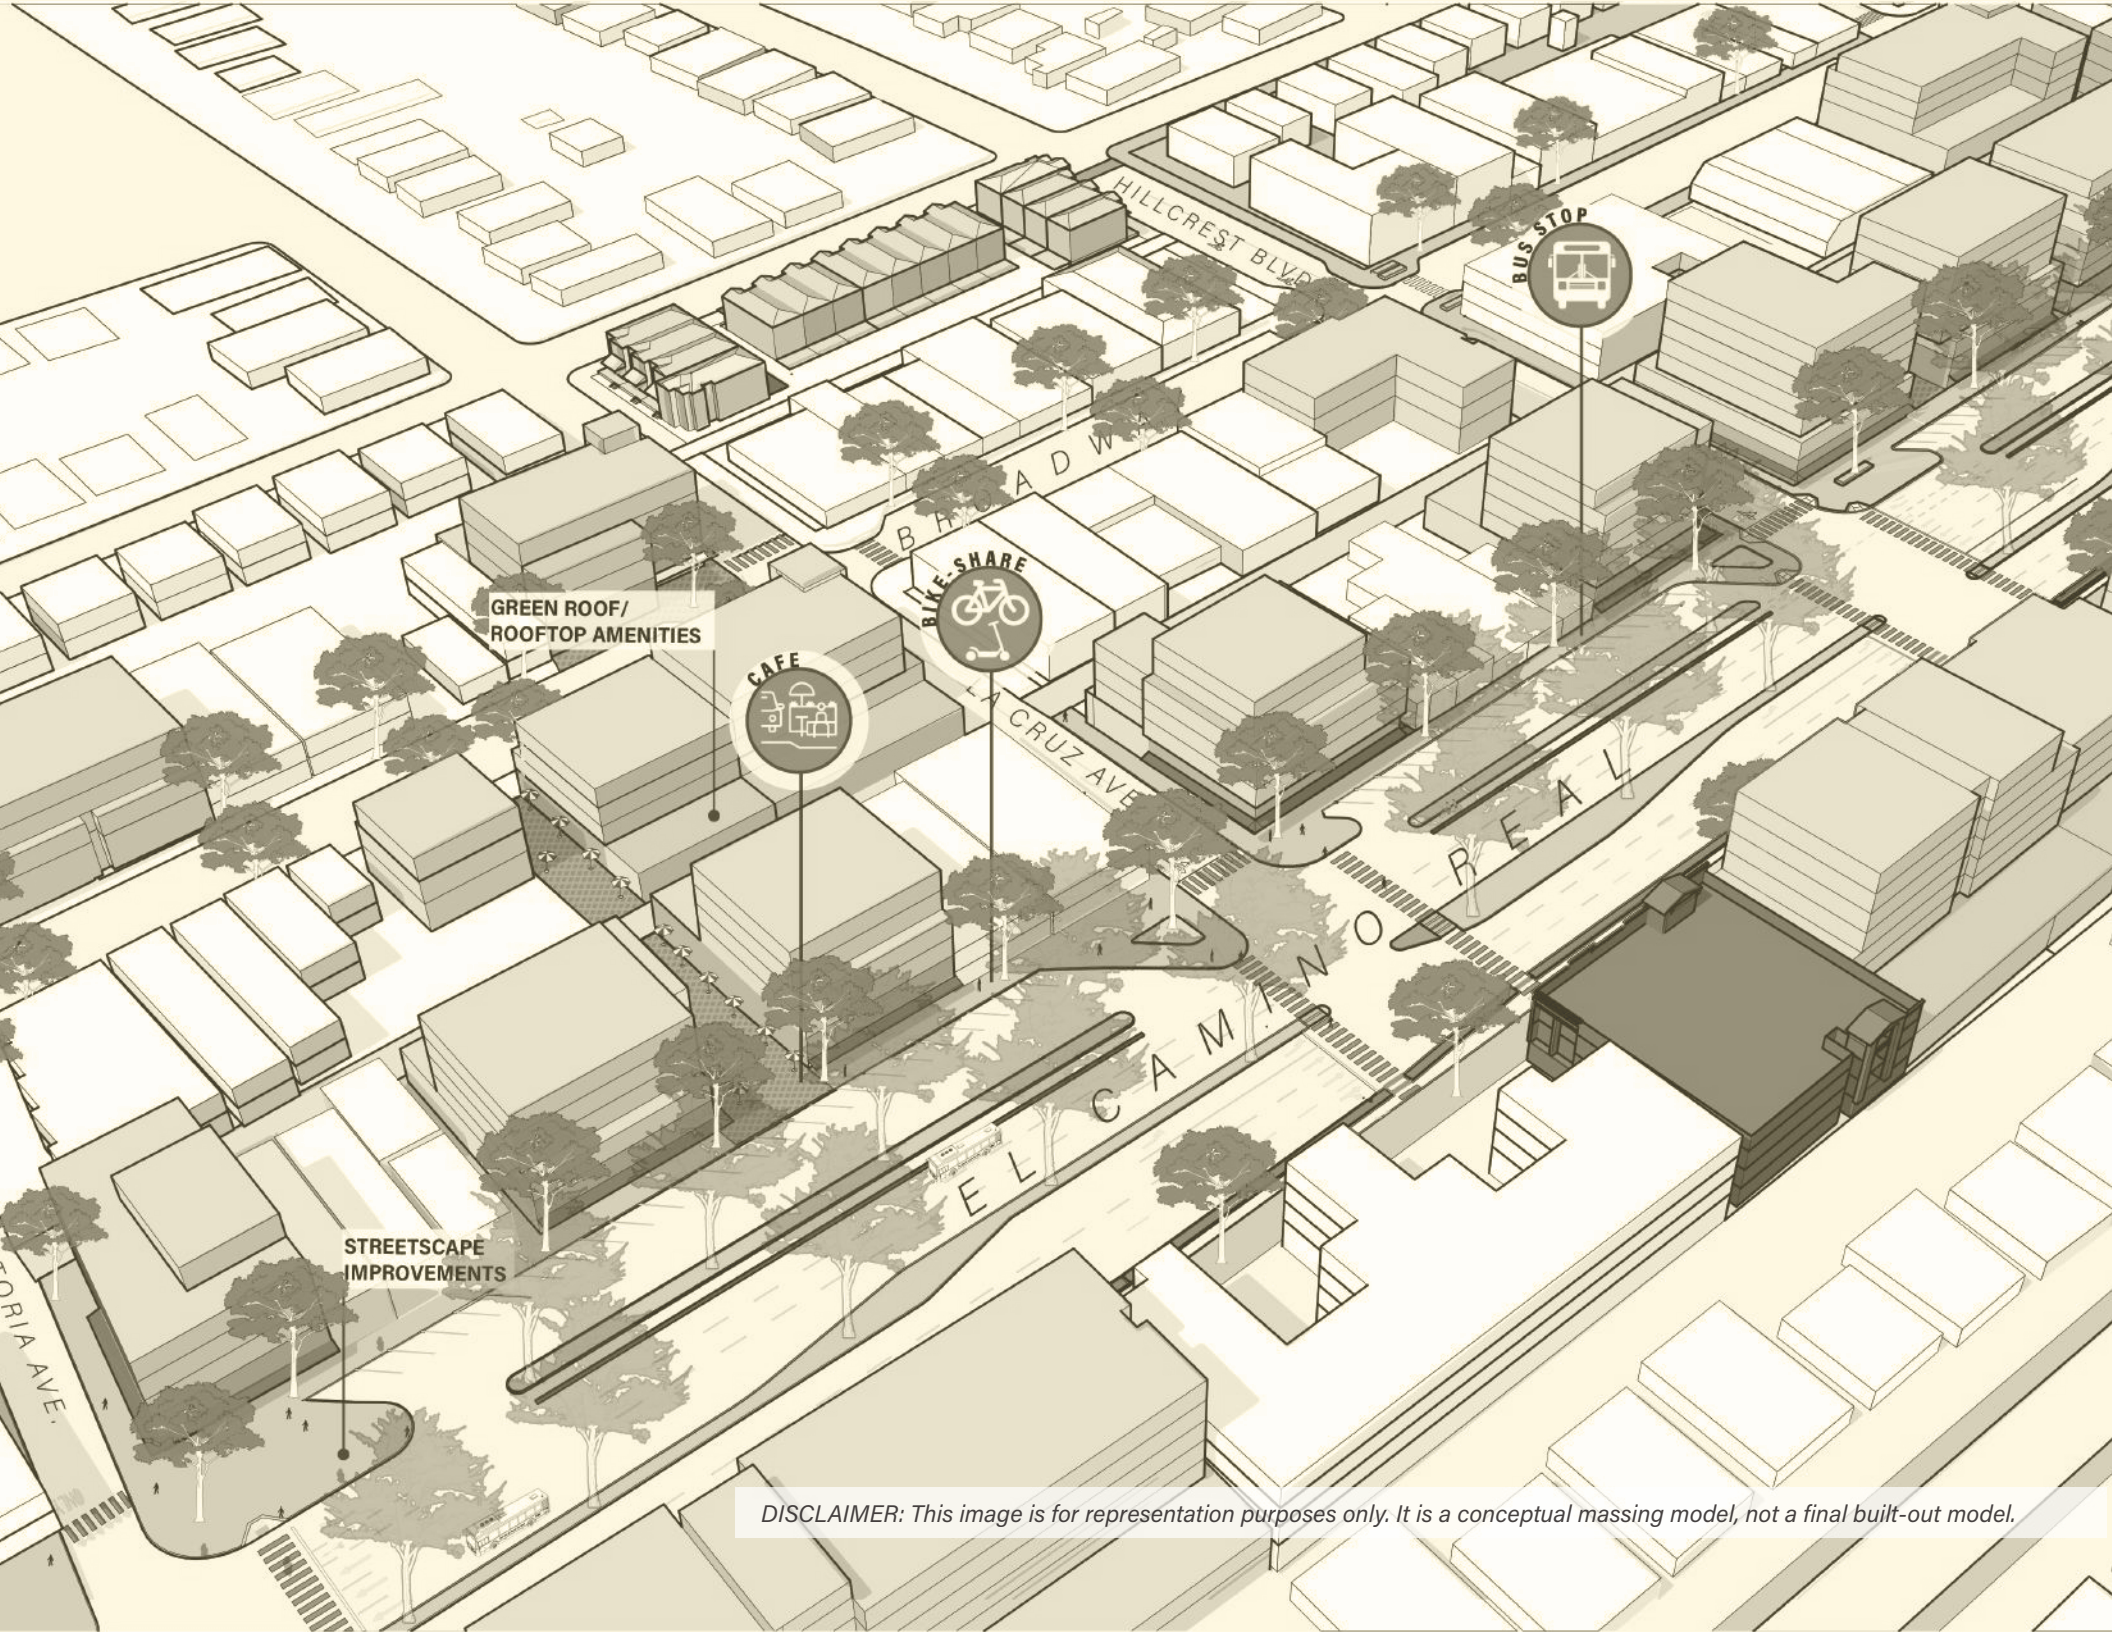 HILLCREST BLVD
BUS STOP
BROADWAY
BIKE-SHARE
GREEN ROOF/
ROOFTOP AMENITIES
CAFE
LA CRUZ AVE
EL CAMINO REAL
STREETSCAPE
IMPROVEMENTS
TORIA AVE.
DISCLAIMER: This image is for representation purposes only. It is a conceptual massing model, not a final built-out model.